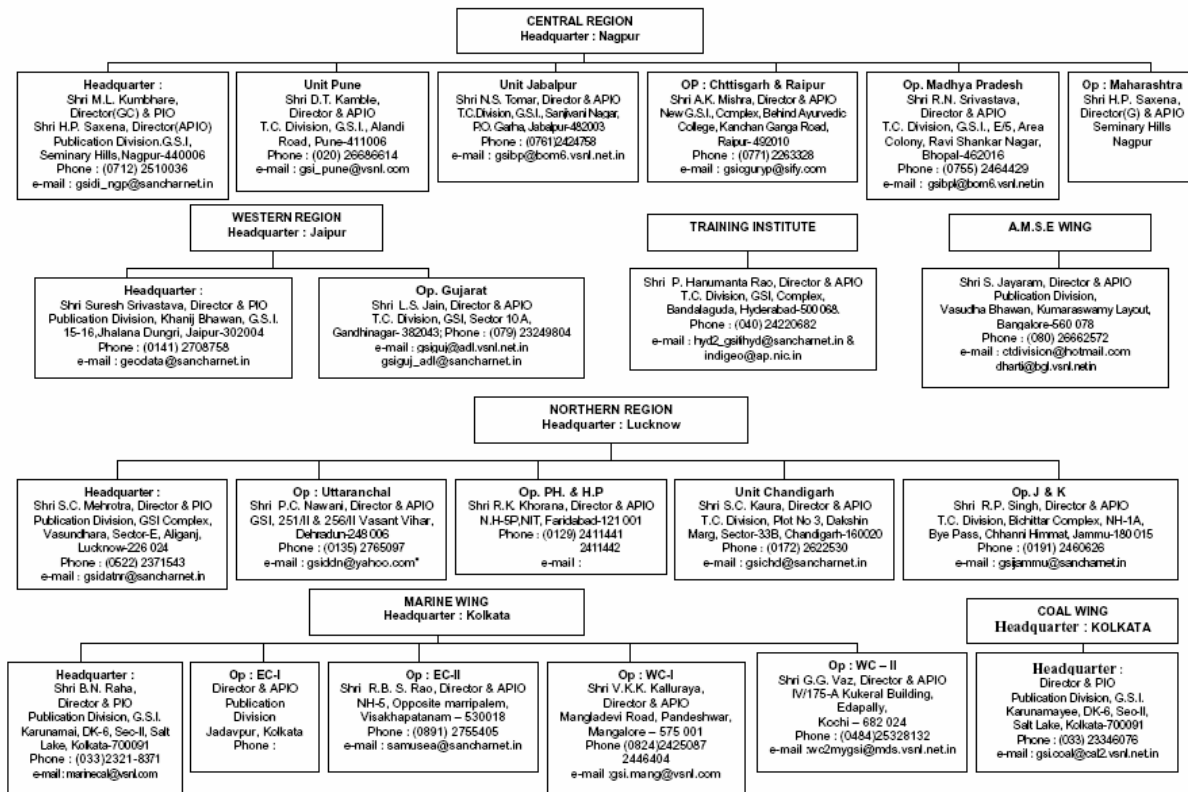 CENTRAL REGION
Headquarter : Nagpur
Headquarter :
Shri M.L. Kumbhare,
Director(GC) & PIO
Shri H.P. Saxena, Director(APIO)
Publication Division.G.S.I,
Seminary Hills,Nagpur-440006
Phone : (0712) 2510036
e-mail : gsidi_ngp@sancharnet.in
Unit Pune
Shri D.T. Kamble,
Director & APIO
T.C. Division, G.S.I., Alandi
Road, Pune-411006
Phone : (020) 26686614
e-mail : gsi_pune@vsnl.com
Unit Jabalpur
Shri N.S. Tomar, Director & APIO
T.C.Division, G.S.I., Sanjivani Nagar,
P.O. Garha, Jabalpur-482003
Phone : (0761)2424758
e-mail : gsibp@bom6.vsnl.net.in
OP : Chttisgarh & Raipur
Shri A.K. Mishra, Director & APIO
New G.S.I., Complex, Behind Ayurvedic
College, Kanchan Ganga Road,
Raipur- 492010
Phone : (0771) 2263328
e-mail : gsicguryp@sify.com
Op. Madhya Pradesh
Shri R.N. Srivastava,
Director & APIO
T.C. Division, G.S.I., E/5, Area
Colony, Ravi Shankar Nagar,
Bhopal-462016
Phone : (0755) 2464429
e-mail : gsibpl@bom6.vsnl.net.in
Op : Maharashtra
Shri H.P. Saxena,
Director(G) & APIO
Seminary Hills
Nagpur
WESTERN REGION
Headquarter : Jaipur
TRAINING INSTITUTE
A.M.S.E WING
Headquarter :
Shri Suresh Srivastava, Director & PIO
Publication Division, Khanij Bhawan, G.S.I.
15-16,Jhalana Dungri, Jaipur-302004
Phone : (0141) 2708758
e-mail : geodata@sancharnet.in
Op. Gujarat
Shri L.S. Jain, Director & APIO
T.C. Division, GSI, Sector 10A,
Gandhinagar- 382043; Phone : (079) 23249804
e-mail : gsiguj@adl.vsnl.net.in
gsiguj_adl@sancharnet.in
Shri P. Hanumanta Rao, Director & APIO
T.C. Division, GSI, Complex,
Bandalaguda, Hyderabad-500068.
Phone : (040) 24220682
e-mail : hyd2_gsitihyd@sancharnet.in &
indigeo@ap.nic.in
Shri S. Jayaram, Director & APIO
Publication Division,
Vasudha Bhawan, Kumaraswamy Layout,
Bangalore-560 078
Phone : (080) 26662572
e-mail : ctdivision@hotmail.com
dharti@bgl.vsnl.netin
NORTHERN REGION
Headquarter : Lucknow
Headquarter :
Shri S.C. Mehrotra, Director & PIO
Publication Division, GSI Complex,
Vasundhara, Sector-E, Aliganj,
Lucknow-226 024
Phone : (0522) 2371543
e-mail : gsidatnr@sancharnet.in
Op : Uttaranchal
Shri P.C. Nawani, Director & APIO
GSI, 251/II & 256/II Vasant Vihar,
Dehradun-248 006
Phone : (0135) 2765097
e-mail : gsiddn@yahoo.com*
Op. PH. & H.P
Shri R.K. Khorana, Director & APIO
N.H-5P,NIT, Faridabad-121 001
Phone : (0129) 2411441
2411442
e-mail :
Unit Chandigarh
Shri S.C. Kaura, Director & APIO
T.C. Division, Plot No 3, Dakshin
Marg, Sector-33B, Chandigarh-160020
Phone : (0172) 2622530
e-mail : gsichd@sancharnet.in
Op.J & K
Shri R.P. Singh, Director & APIO
T.C. Division, Bichittar Complex, NH-1A,
Bye Pass, Chhanni Himmat, Jammu-180 015
Phone : (0191) 2460626
e-mail : gsijammu@sancharnet.in
MARINE WING
Headquarter : Kolkata
COAL WING
Headquarter : KOLKATA
Headquarter :
Shri B.N. Raha,
Director & PIO
Publication Division, G.S.I.
Karunamai, DK-6, Sec-II, Salt
Lake, Kolkata-700091
Phone : (033)2321-8371
e-mail : marinecal@vsnl.com
Op : EC-I
Director & APIO
Publication
Division
Jadavpur, Kolkata
Phone :
Op : EC-II
Shri R.B. S. Rao, Director & APIO
NH-5, Opposite marripalem,
Visakhapatanam – 530018
Phone : (0891) 2755405
e-mail : samusea@sancharnet.in
Op : WC-I
Shri V.K.K. Kalluraya,
Director & APIO
Mangladevi Road, Pandeshwar,
Mangalore – 575 001
Phone (0824)2425087
2446404
e-mail :gsi.mang@vsnl.com
Op : WC – II
Shri G.G. Vaz, Director & APIO
IV/175-A Kukeral Building,
Edapally,
Kochi – 682 024
Phone : (0484)25328132
e-mail :wc2mygsi@mds.vsnl.net.in
Headquarter :
Director & PIO
Publication Division, G.S.I.
Karunamayee, DK-6, Sec-II,
Salt Lake, Kolkata-700091
Phone : (033) 23346076
e-mail : gsi.coal@cal2.vsnl.net.in